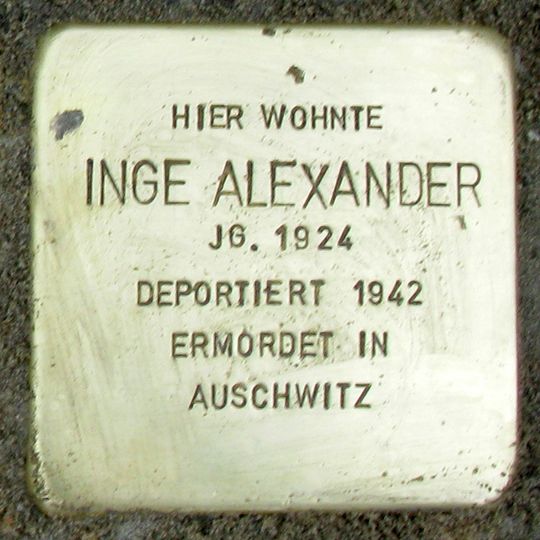 HIER WOHNTE
INGE ALEXANDER
JG. 1924
DEPORTIERT 1942
ERMORDET IN
AUSCHWITZ